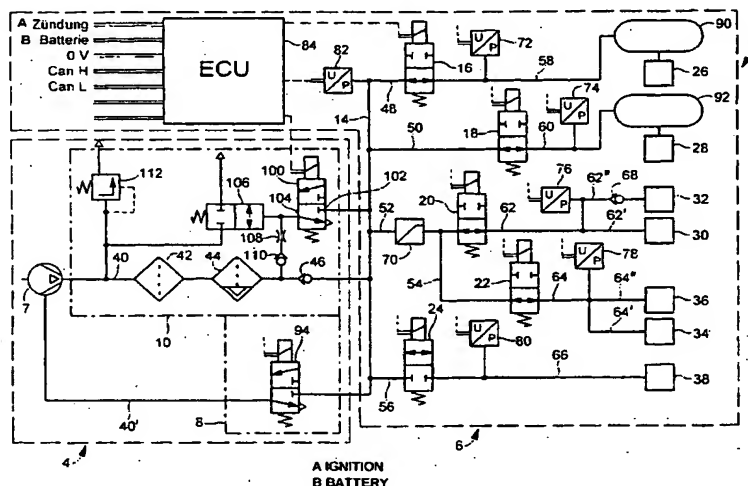 A Zündung
B Batterie
0 V
Can H
Can L
ECU
84
82
U
P
14
48
16
U
P
72
58
90
26
50
18
U
P
74
60
92
28
112
106
100
102
104
108
110
7
40
42
44
46
10
94
8
40'
4
52
70
54
20
62
U
P
76
62"
68
62'
32
30
22
64
U
P
78
64"
64'
36
34
24
56
U
P
80
66
38
6
A IGNITION
B BATTERY